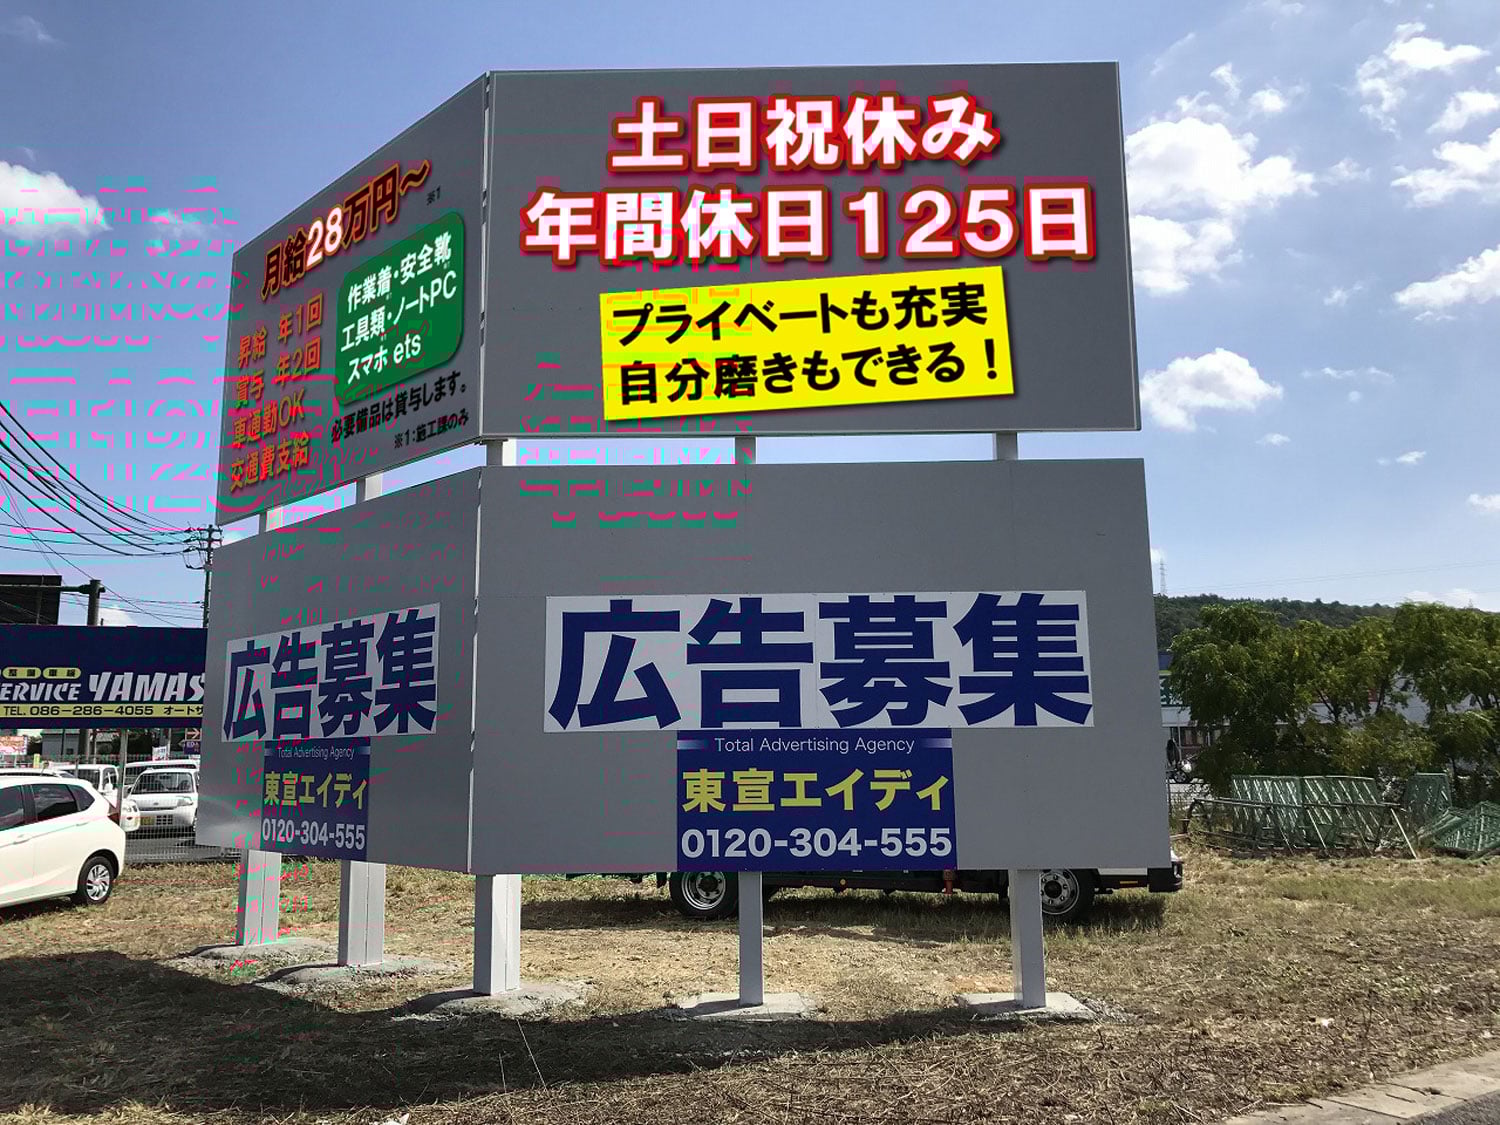 土日祝休み
年間休日125日
プライベートも充実
自分磨きもできる！
月給28万円〜
※1
昇給 年1回
賞与 年2回
車通勤OK
交通費支給
作業着・安全靴
工具類・ノートPC
スマホ ets
必要備品は貸与します。
※1:施工課のみ
広告募集
Total Advertising Agency
東宣エイディ
0120-304-555
広告募集
Total Advertising Agency
東宣エイディ
0120-304-555
SERVICE YAMAS
TEL. 086-286-4055 オートサ